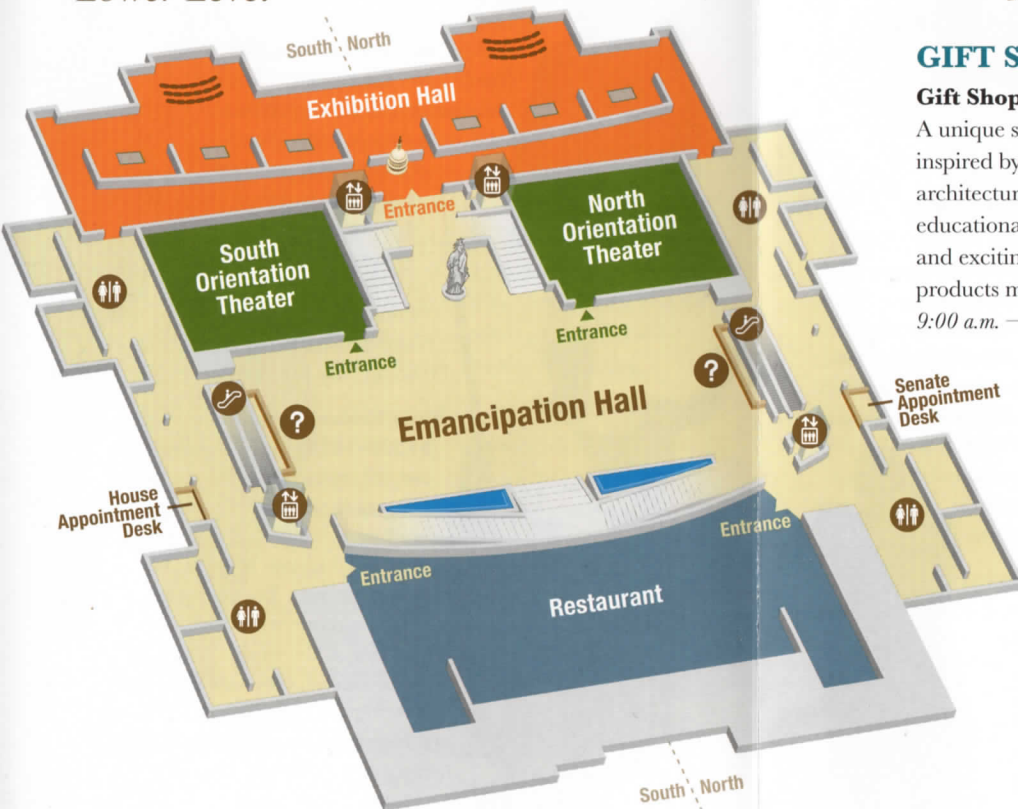 South North
Exhibition Hall
Entrance
South
Orientation
Theater
North
Orientation
Theater
Entrance
Entrance
?
?
Emancipation Hall
Senate
Appointment
Desk
House
Appointment
Desk
Entrance
Entrance
Restaurant
South North
GIFT
Gift Shop
A unique
inspired by
architectur
educationa
and excitin
products
9:00 a.m. –